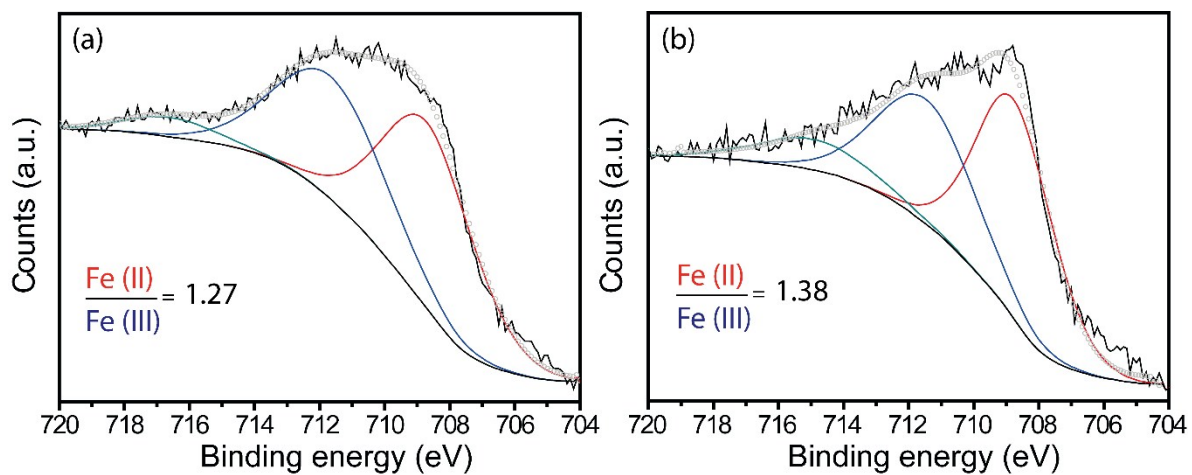 (a)
Counts (a.u.)
Fe (II)
= 1.27
Fe (III)
720 718 716 714 712 710 708 706 704
Binding energy (eV)
(b)
Counts (a.u.)
Fe (II)
= 1.38
Fe (III)
720 718 716 714 712 710 708 706 704
Binding energy (eV)